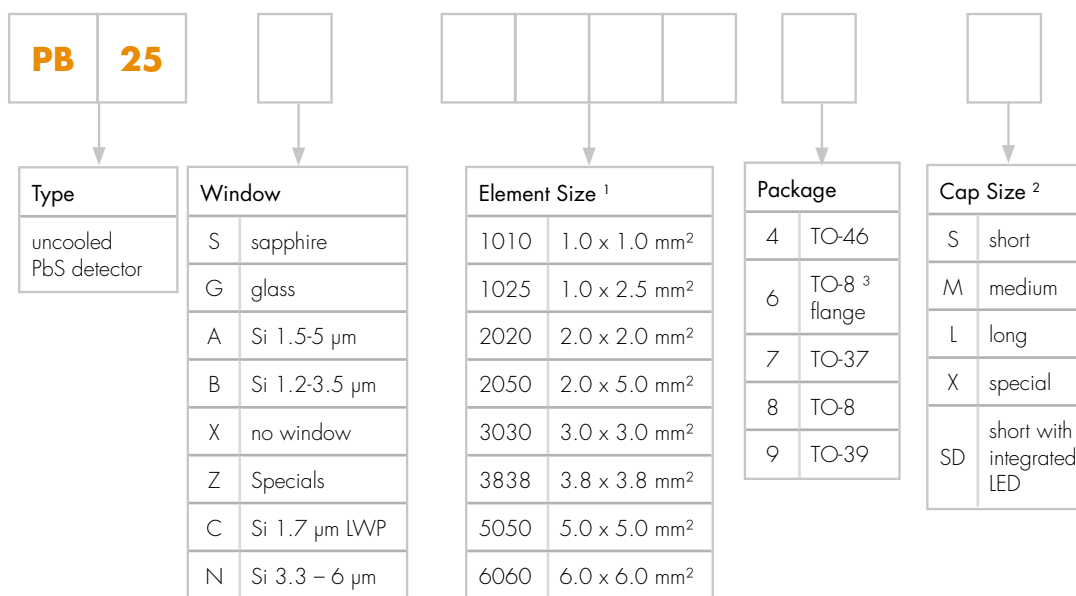 PB 25
Type
uncooled
PbS detector
Window
S sapphire
G glass
A Si 1.5-5 µm
B Si 1.2-3.5 µm
X no window
Z Specials
C Si 1.7 µm LWP
N Si 3.3 – 6 µm
Element Size ¹
1010 1.0 x 1.0 mm²
1025 1.0 x 2.5 mm²
2020 2.0 x 2.0 mm²
2050 2.0 x 5.0 mm²
3030 3.0 x 3.0 mm²
3838 3.8 x 3.8 mm²
5050 5.0 x 5.0 mm²
6060 6.0 x 6.0 mm²
Package
4 TO-46
6 TO-8 ³
flange
7 TO-37
8 TO-8
9 TO-39
Cap Size ²
S short
M medium
L long
X special
SD short with
integrated
LED